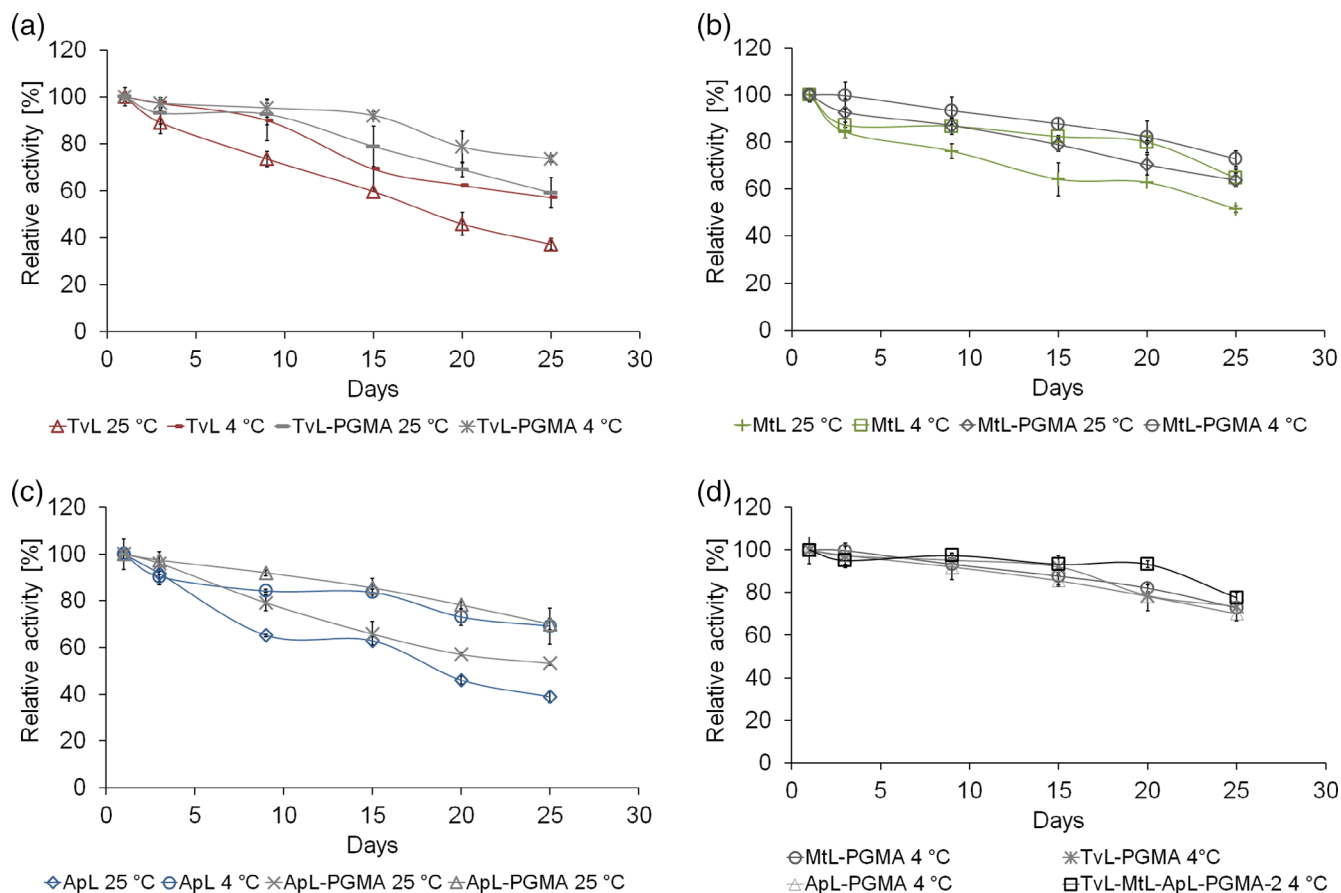 (a)
120
100
80
60
40
20
0
Relative activity [%]
0 5 10 15 20 25 30
Days
TvL 25 °C TvL 4 °C TvL-PGMA 25 °C TvL-PGMA 4 °C
(b)
120
100
80
60
40
20
0
Relative activity [%]
0 5 10 15 20 25 30
Days
MtL 25 °C MtL 4 °C MtL-PGMA 25 °C MtL-PGMA 4 °C
(c)
120
100
80
60
40
20
0
Relative activity [%]
0 5 10 15 20 25 30
Days
ApL 25 °C ApL 4 °C ApL-PGMA 25 °C ApL-PGMA 25 °C
(d)
120
100
80
60
40
20
0
Relative activity [%]
0 5 10 15 20 25 30
Days
MtL-PGMA 4 °C TvL-PGMA 4°C
ApL-PGMA 4 °C TvL-MtL-ApL-PGMA-2 4 °C